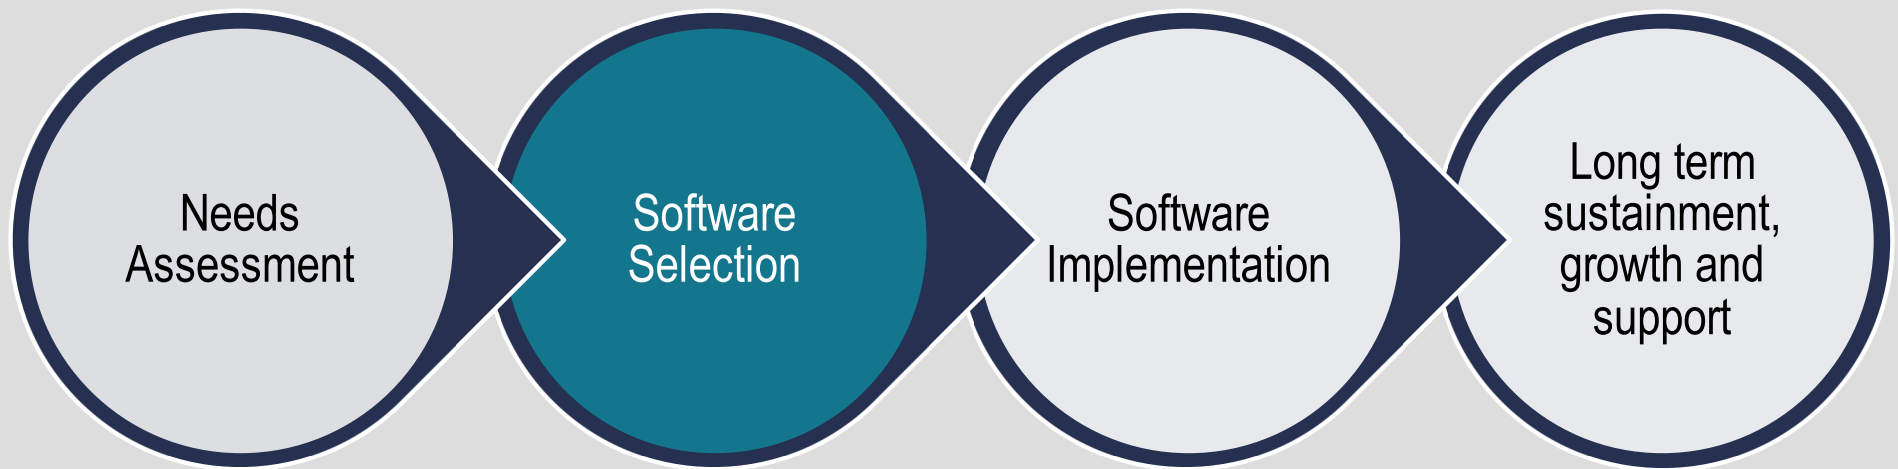 Needs
Assessment
Software
Selection
Software
Implementation
Long term
sustainment,
growth and
support